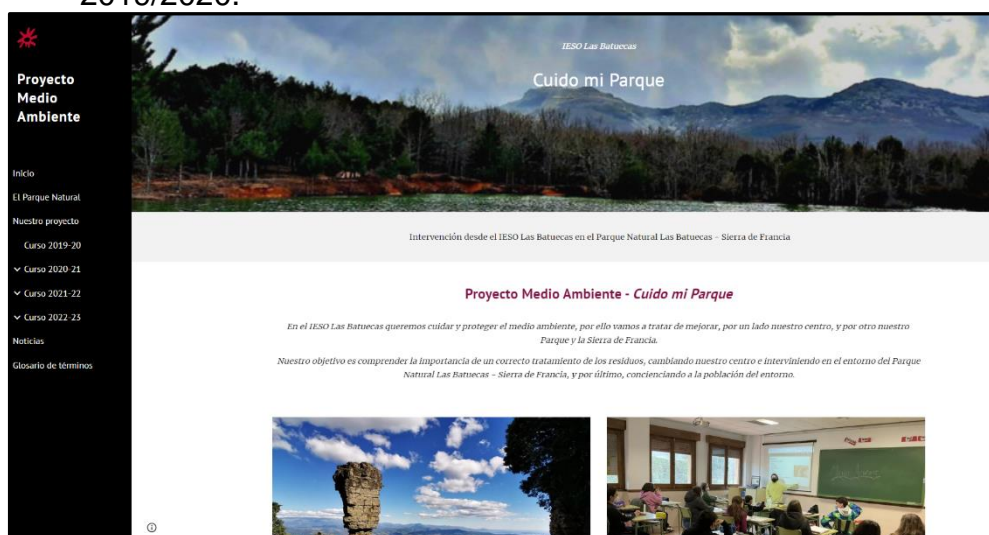 2019/2020.
Proyecto
Medio
Ambiente
Inicio
El Parque Natural
Nuestro proyecto
Curso 2019-20
Curso 2020-21
Curso 2021-22
Curso 2022-23
Noticias
Glosario de términos
IESO Las Batuecas
Cuido mi Parque
Intervención desde el IESO Las Batuecas en el Parque Natural Las Batuecas – Sierra de Francia
Proyecto Medio Ambiente - Cuido mi Parque
En el IESO Las Batuecas queremos cuidar y proteger el medio ambiente, por ello vamos a tratar de mejorar, por un lado nuestro centro, y por otro nuestro
Parque y la Sierra de Francia.
Nuestro objetivo es comprender la importancia de un correcto tratamiento de los residuos, cambiando nuestro centro e interviniendo en el entorno del Parque
Natural Las Batuecas – Sierra de Francia, y por último, concienciando a la población del entorno.